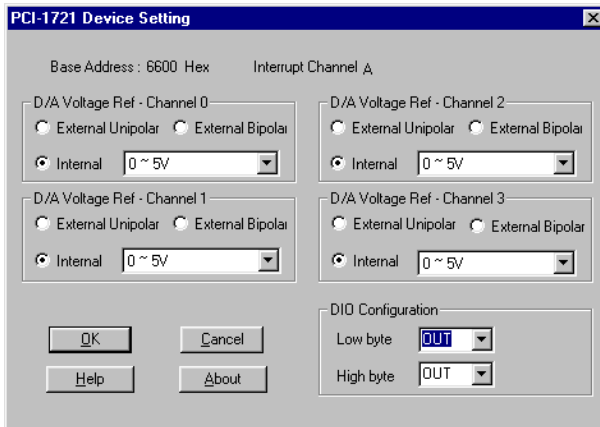 PCI-1721 Device Setting
Base Address : 6600 Hex Interrupt Channel A
D/A Voltage Ref - Channel 0
External Unipolar External Bipolar
Internal 0 ~ 5V
D/A Voltage Ref - Channel 2
External Unipolar External Bipolar
Internal 0 ~ 5V
D/A Voltage Ref - Channel 1
External Unipolar External Bipolar
Internal 0 ~ 5V
D/A Voltage Ref - Channel 3
External Unipolar External Bipolar
Internal 0 ~ 5V
DIO Configuration
Low byte OUT
High byte OUT
OK Cancel
Help About